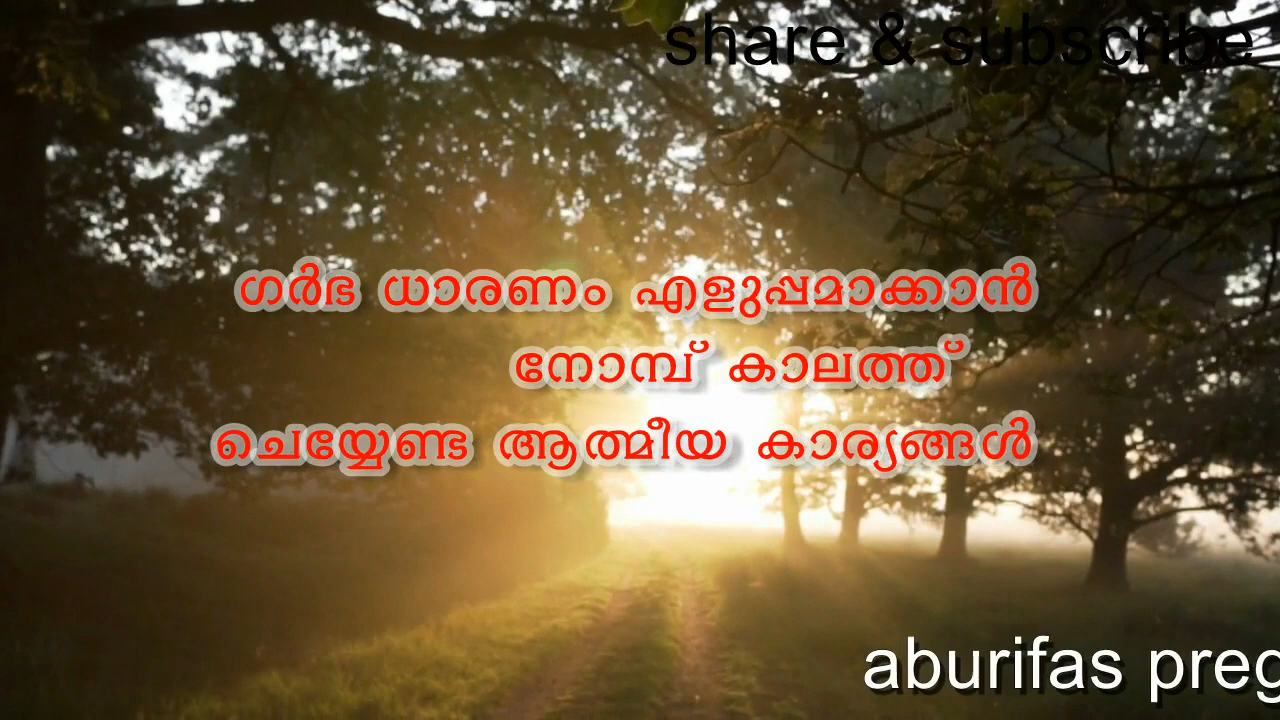 share & subscribe
ഗർഭ ധാരണം എളുപ്പമാക്കാൻ
നോമ്പ് കാലത്ത്
ചെയ്യേണ്ട ആത്മീയ കാര്യങ്ങൾ
aburifas preg